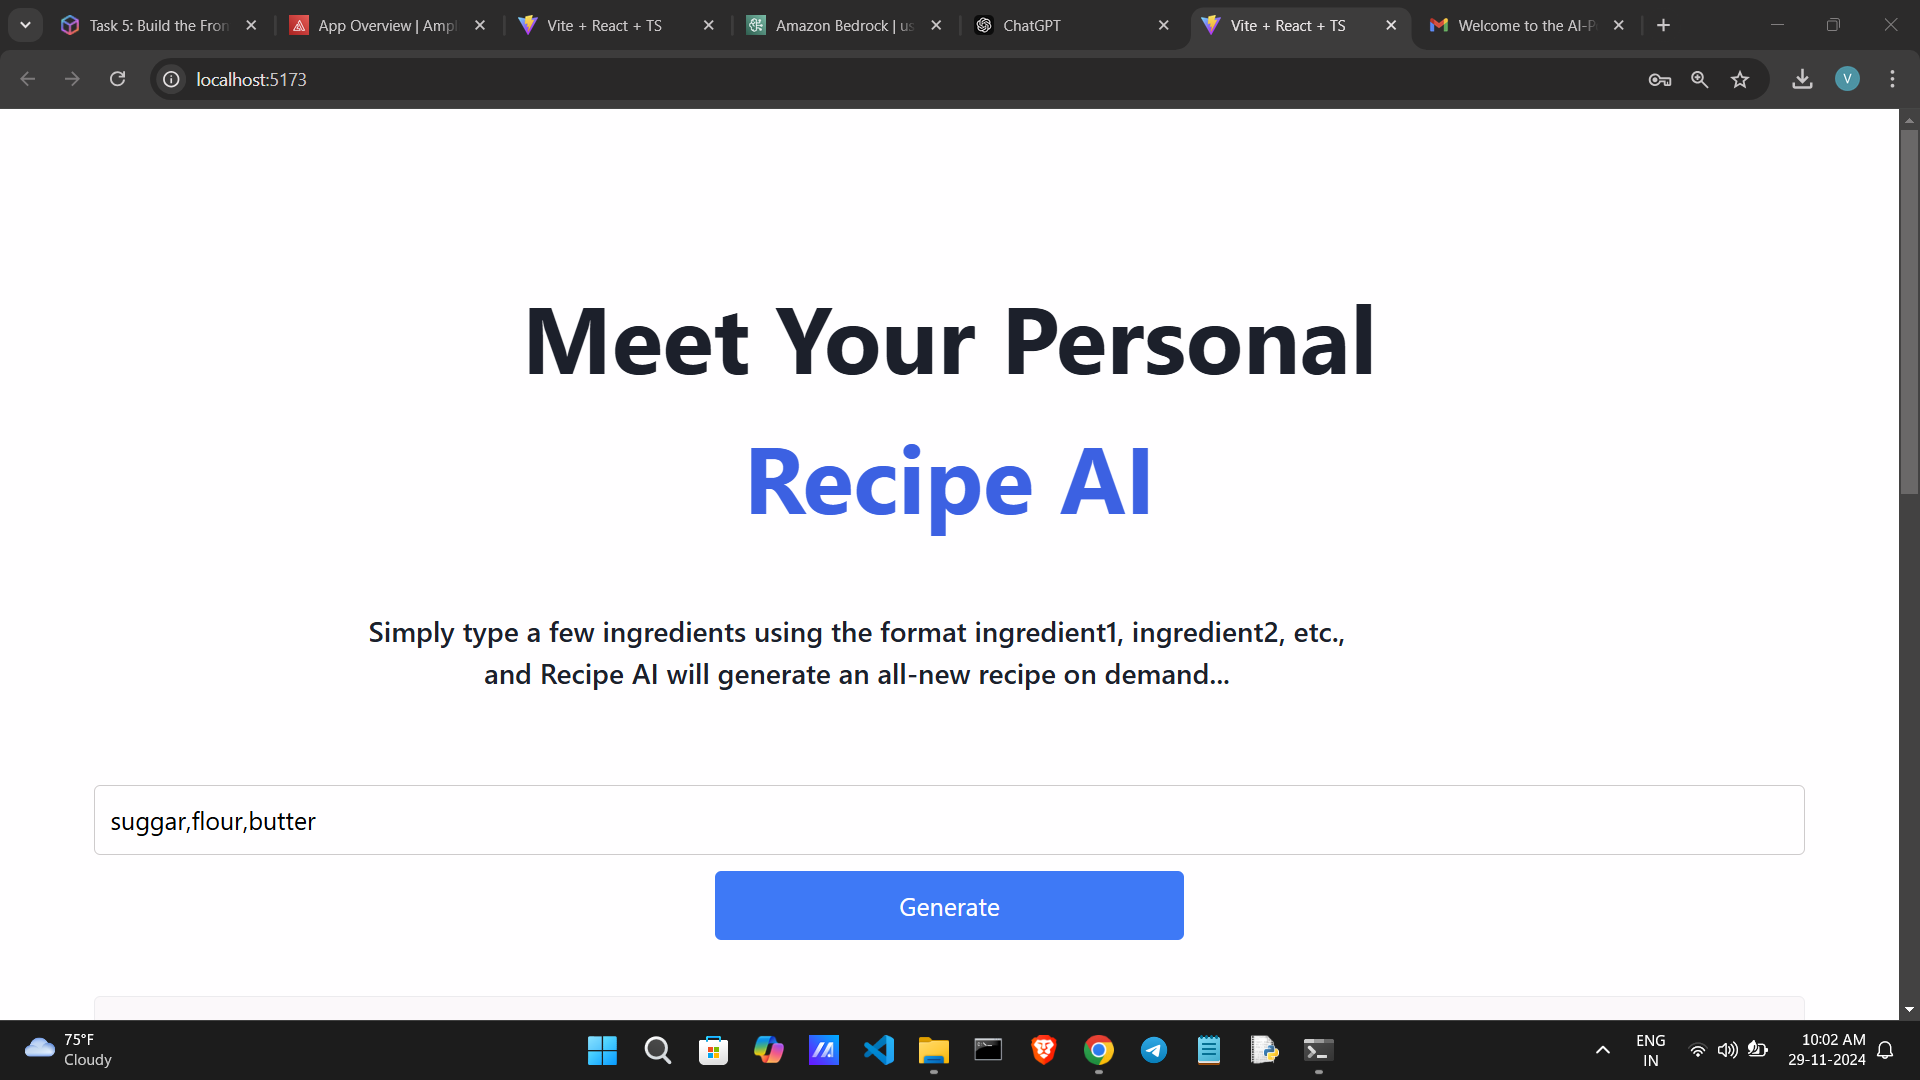 Task 5: Build the Fron
App Overview | Ampl
Vite + React + TS
Amazon Bedrock | us
ChatGPT
Vite + React + TS
Welcome to the AI-P
localhost:5173
V
Meet Your Personal
Recipe AI
Simply type a few ingredients using the format ingredient1, ingredient2, etc.,
and Recipe AI will generate an all-new recipe on demand...
suggar,flour,butter
Generate
75°F
Cloudy
ENG
IN
10:02 AM
29-11-2024